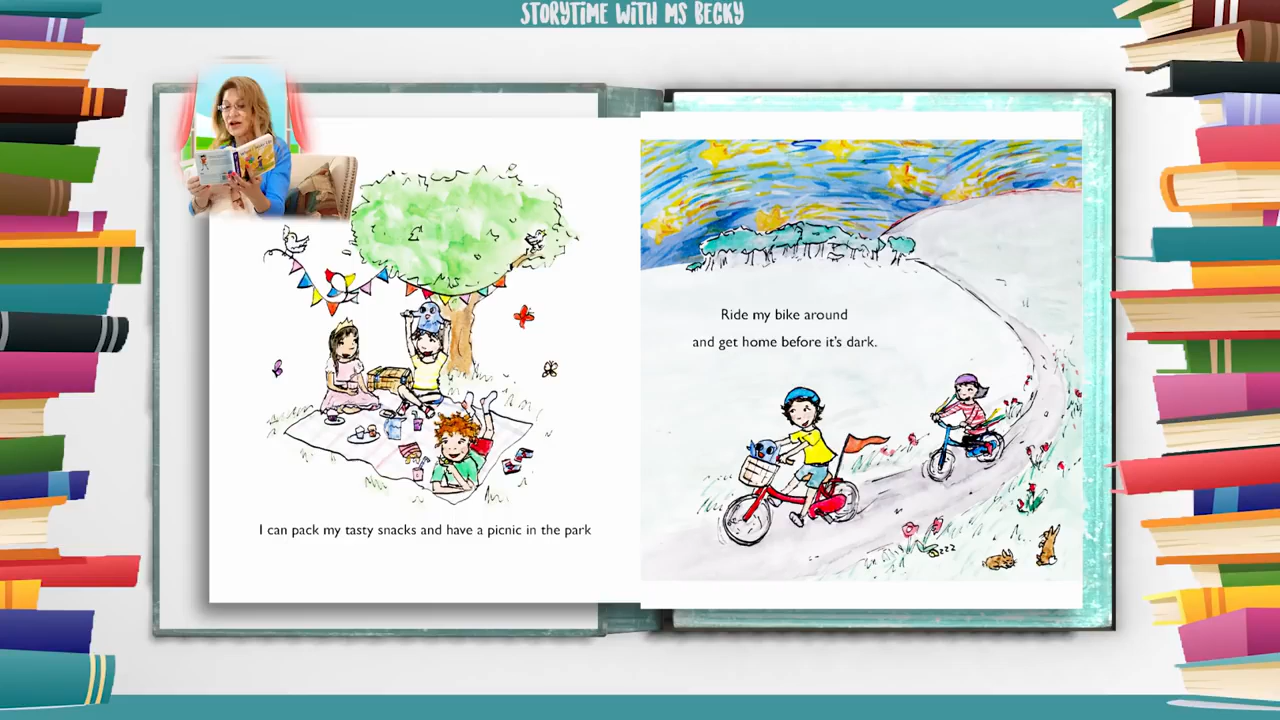 STORYTIME WITH MS BECKY
I can pack my tasty snacks and have a picnic in the park
Ride my bike around
and get home before it's dark.
zzz